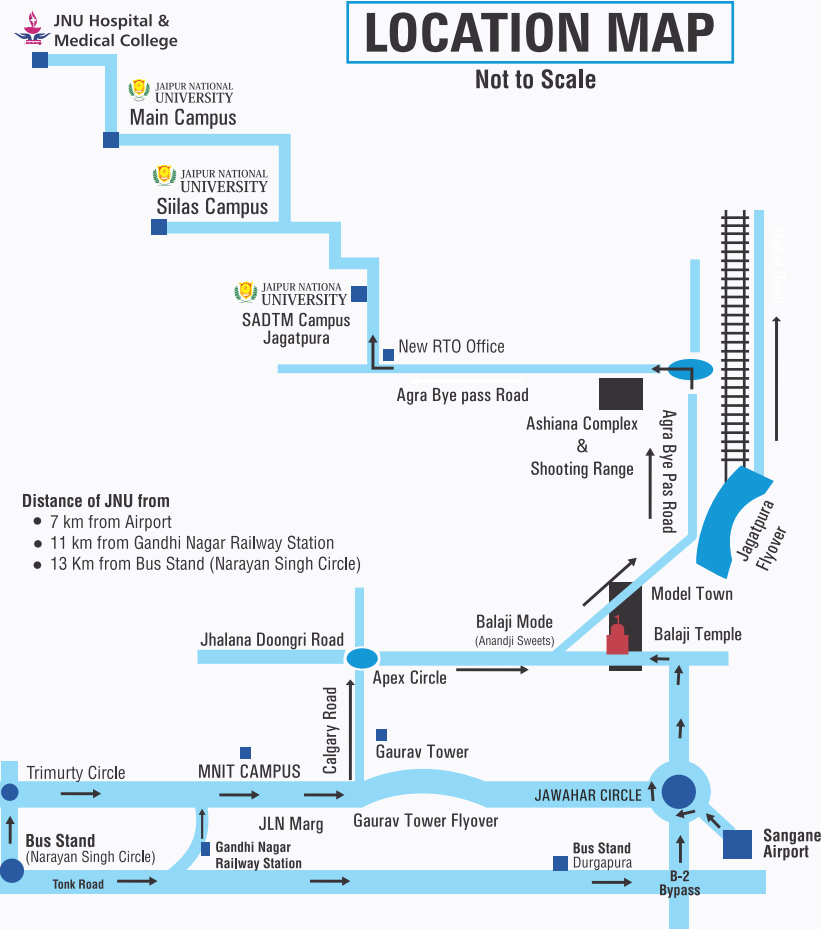 JNU Hospital &
Medical College
LOCATION MAP
Not to Scale
JAIPUR NATIONAL
UNIVERSITY
Main Campus
JAIPUR NATIONAL
UNIVERSITY
Siilas Campus
JAIPUR NATIONA
UNIVERSITY
SADTM Campus
Jagatpura
New RTO Office
Agra Bye pass Road
Ashiana Complex
&
Shooting Range
Agra Bye Pas Road
Jagatpura
Flyover
Distance of JNU from
● 7 km from Airport
● 11 km from Gandhi Nagar Railway Station
● 13 Km from Bus Stand (Narayan Singh Circle)
Model Town
Balaji Mode
(Anandji Sweets)
Balaji Temple
Jhalana Doongri Road
Apex Circle
Calgary Road
Gaurav Tower
Trimurty Circle
MNIT CAMPUS
JAWAHAR CIRCLE
JLN Marg
Gaurav Tower Flyover
Bus Stand
(Narayan Singh Circle)
Gandhi Nagar
Railway Station
Bus Stand
Durgapura
Sangane
Airport
Tonk Road
B-2
Bypass